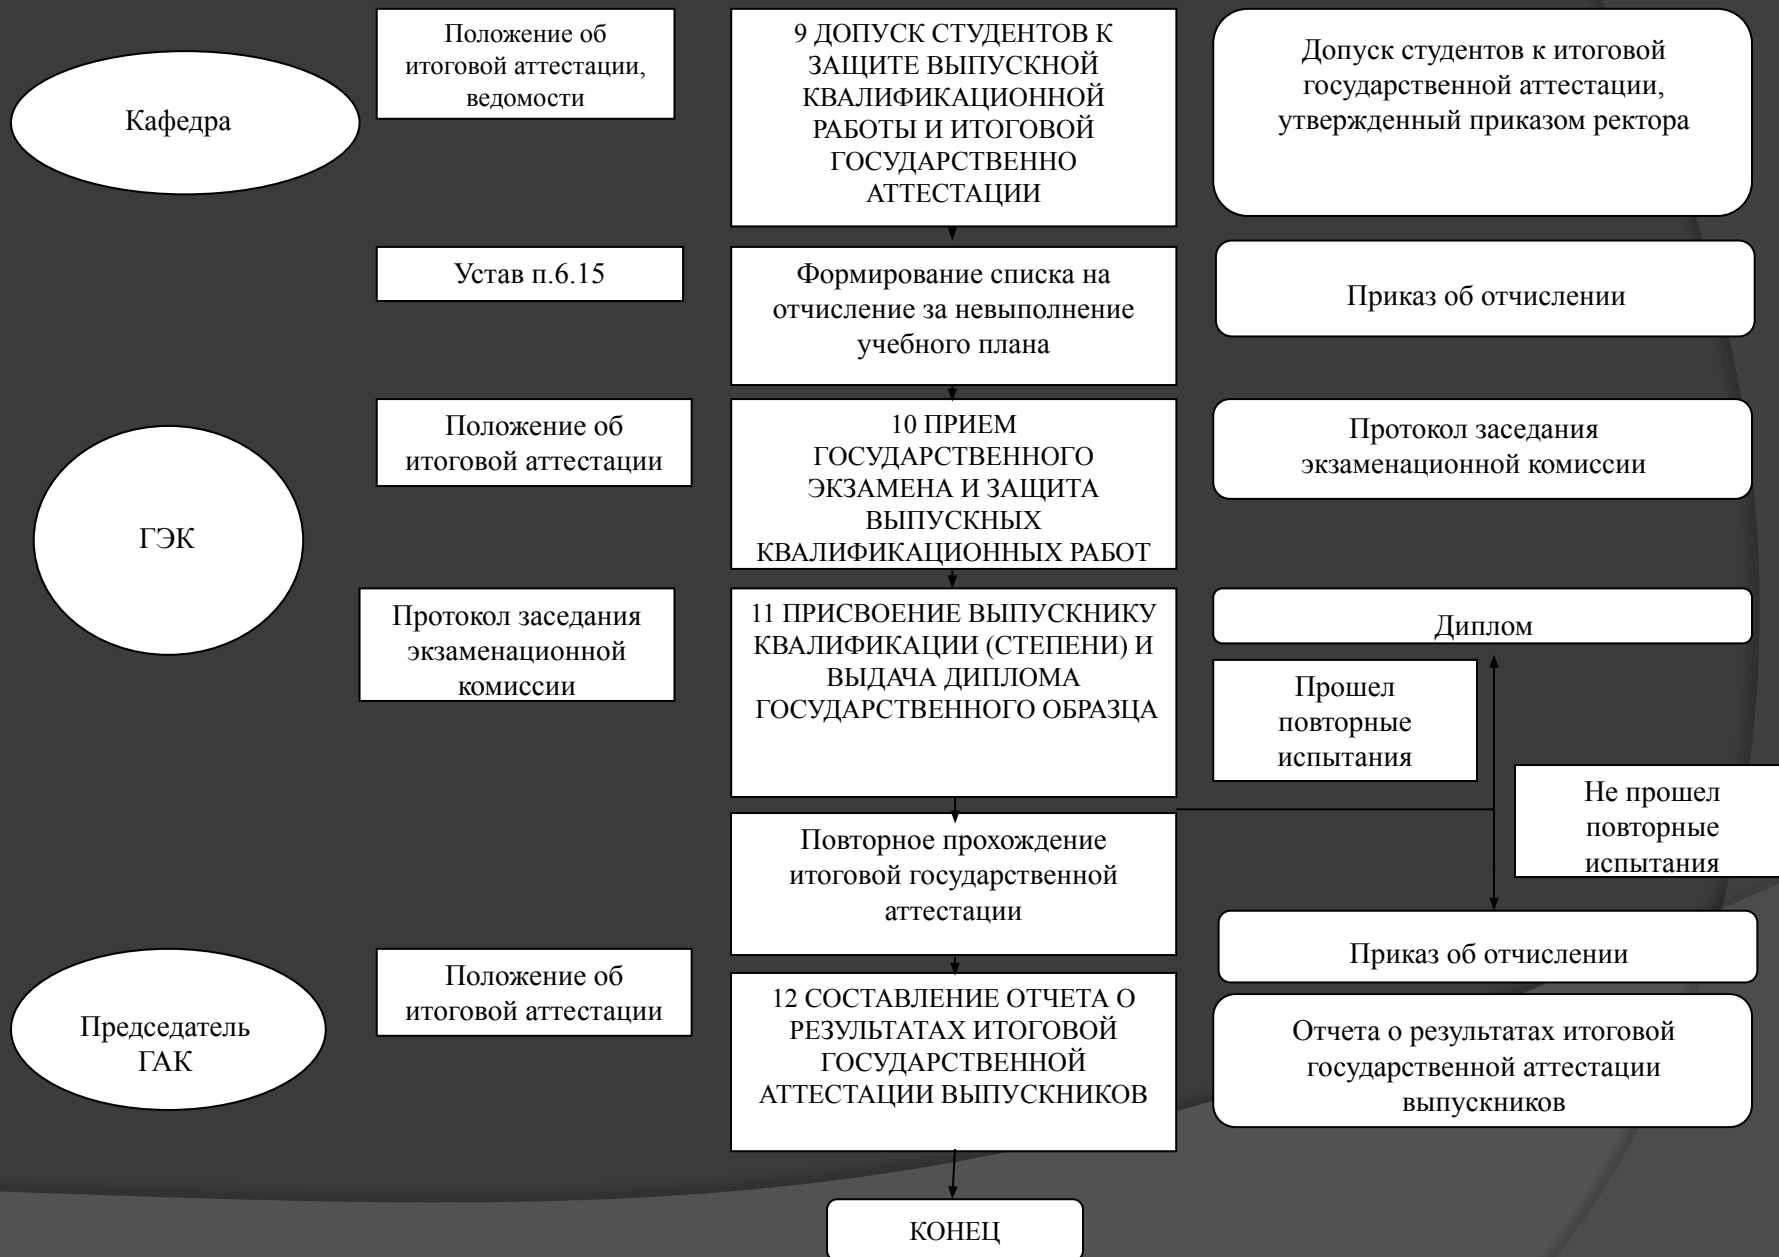 Кафедра
Положение об
итоговой аттестации,
ведомости
9 ДОПУСК СТУДЕНТОВ К
ЗАЩИТЕ ВЫПУСКНОЙ
КВАЛИФИКАЦИОННОЙ
РАБОТЫ И ИТОГОВОЙ
ГОСУДАРСТВЕННО
АТТЕСТАЦИИ
Допуск студентов к итоговой
государственной аттестации,
утвержденный приказом ректора
Устав п.6.15
Формирование списка на
отчисление за невыполнение
учебного плана
Приказ об отчислении
ГЭК
Положение об
итоговой аттестации
10 ПРИЕМ
ГОСУДАРСТВЕННОГО
ЭКЗАМЕНА И ЗАЩИТА
ВЫПУСКНЫХ
КВАЛИФИКАЦИОННЫХ РАБОТ
Протокол заседания
экзаменационной комиссии
Протокол заседания
экзаменационной
комиссии
11 ПРИСВОЕНИЕ ВЫПУСКНИКУ
КВАЛИФИКАЦИИ (СТЕПЕНИ) И
ВЫДАЧА ДИПЛОМА
ГОСУДАРСТВЕННОГО ОБРАЗЦА
Диплом
Прошел
повторные
испытания
Не прошел
повторные
испытания
Повторное прохождение
итоговой государственной
аттестации
Приказ об отчислении
Председатель
ГАК
Положение об
итоговой аттестации
12 СОСТАВЛЕНИЕ ОТЧЕТА О
РЕЗУЛЬТАТАХ ИТОГОВОЙ
ГОСУДАРСТВЕННОЙ
АТТЕСТАЦИИ ВЫПУСКНИКОВ
Отчета о результатах итоговой
государственной аттестации
выпускников
КОНЕЦ